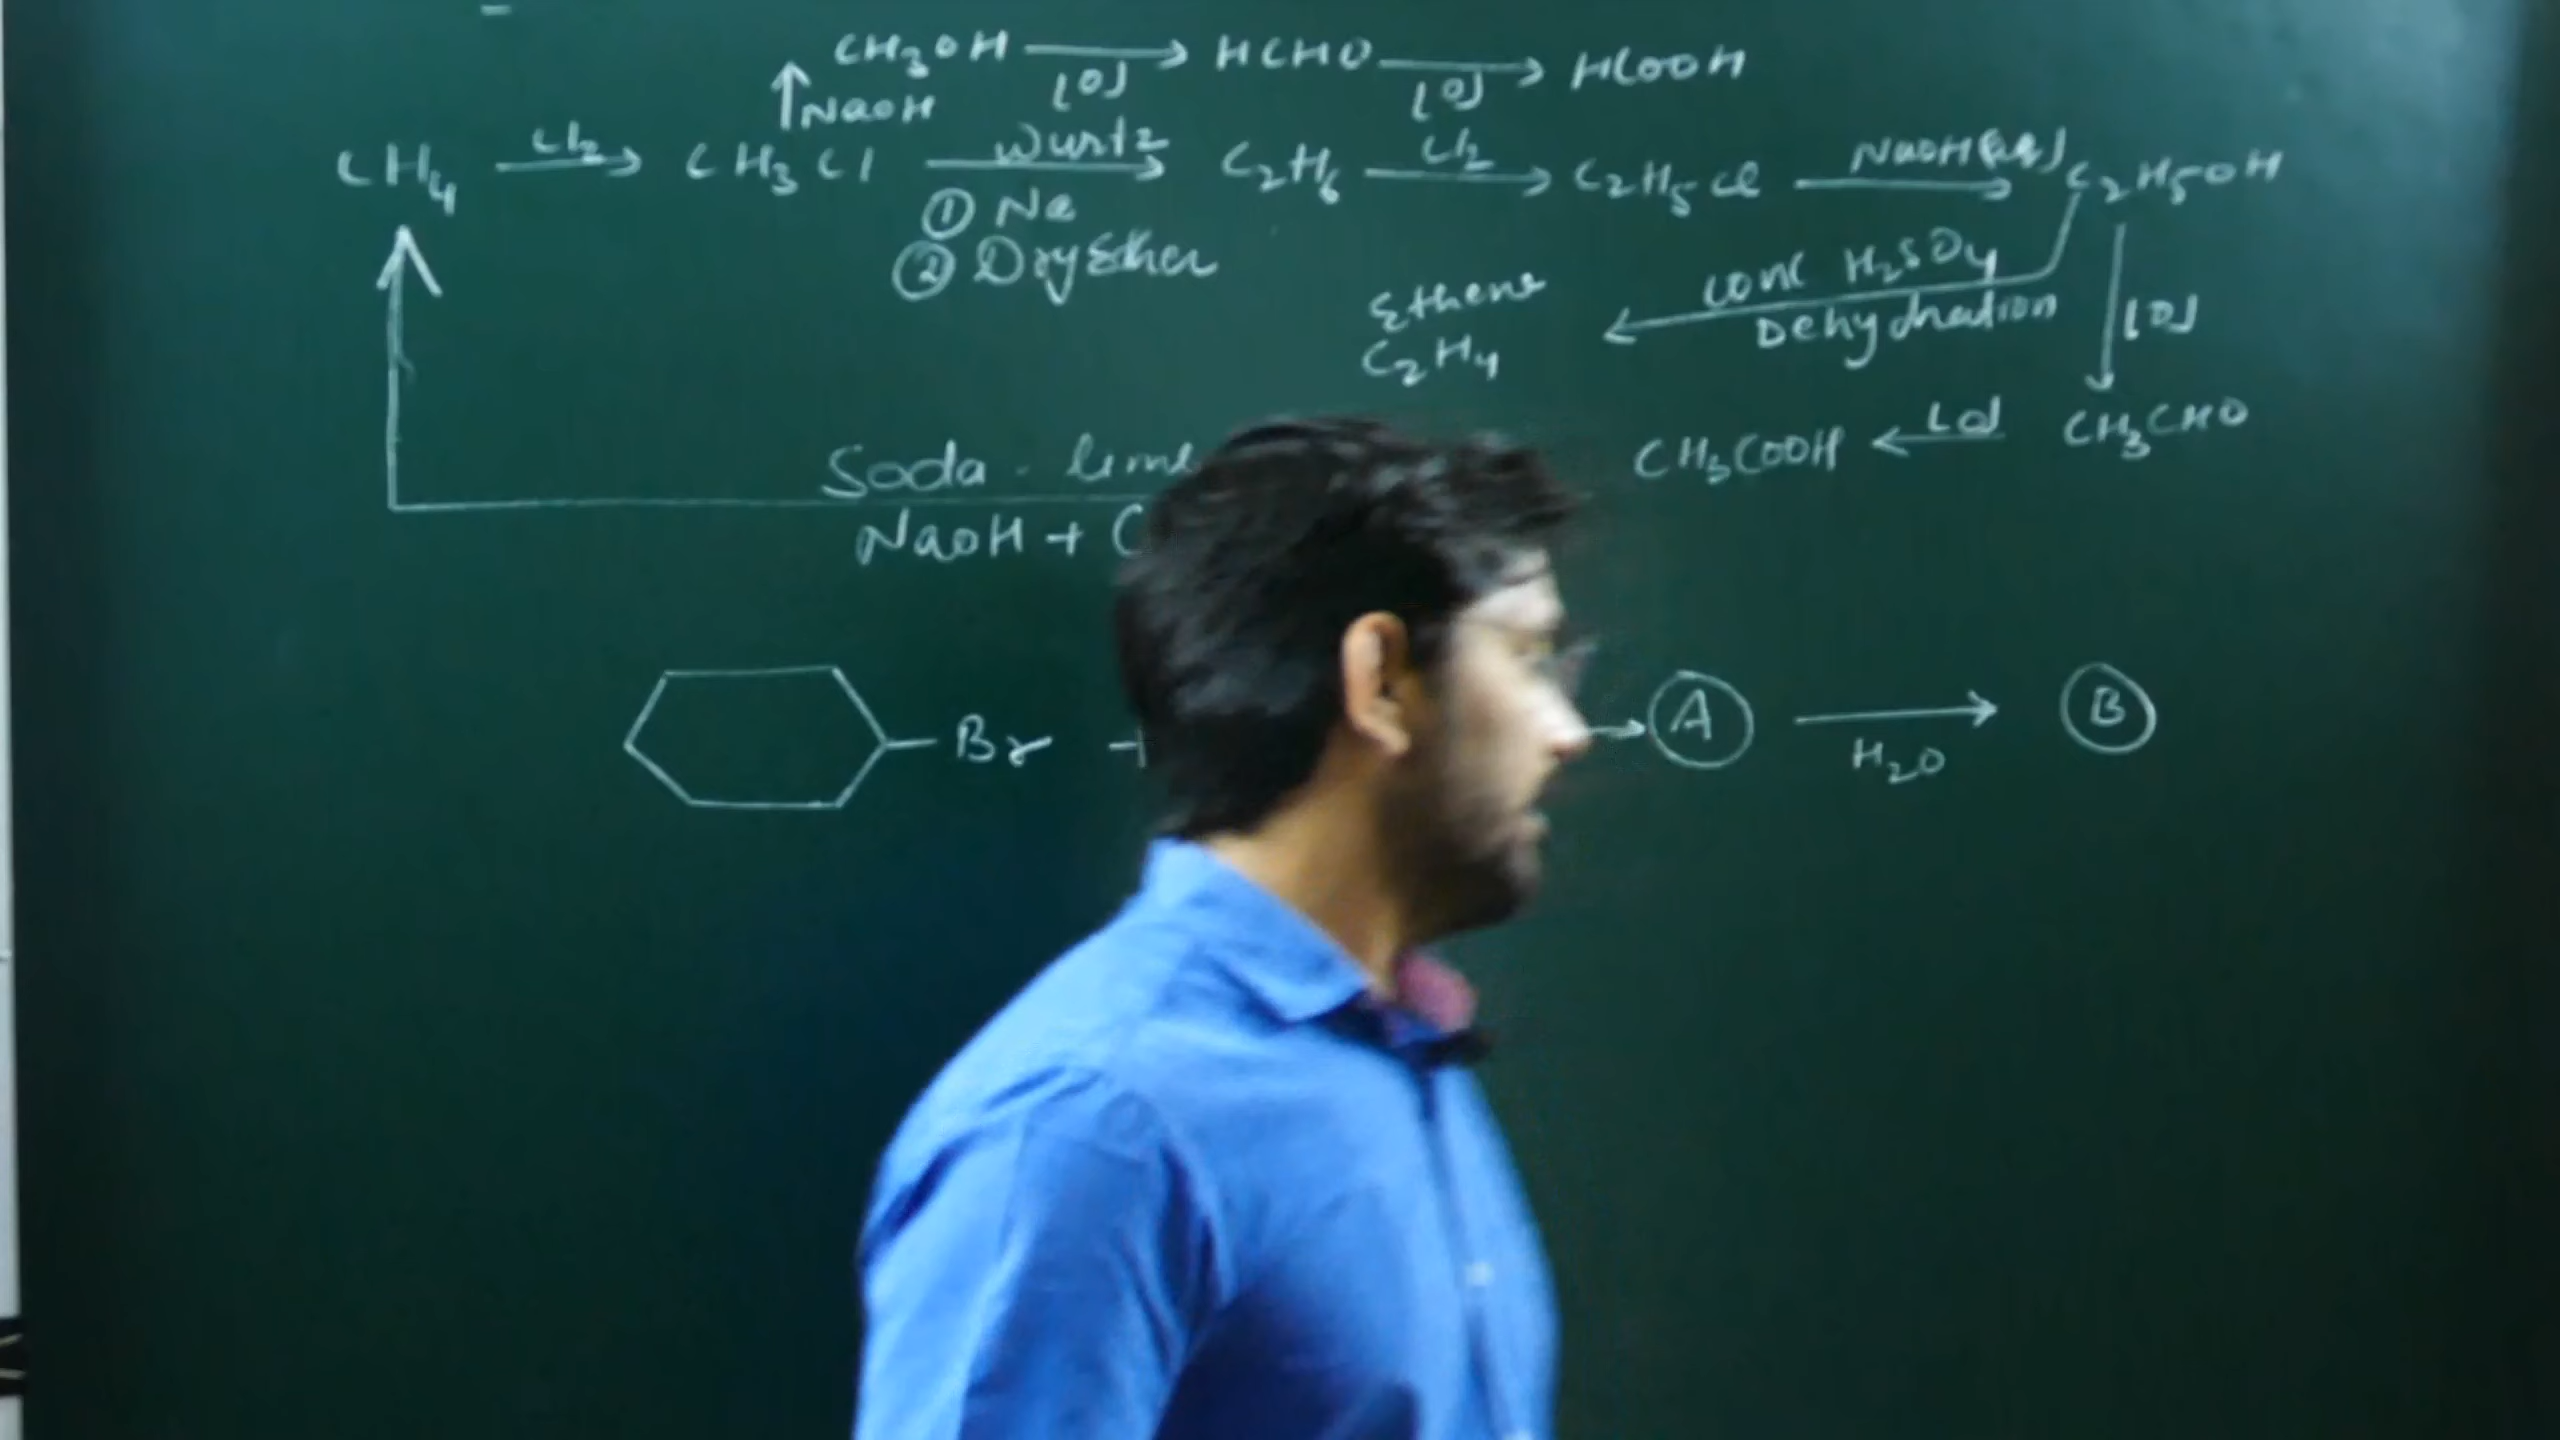 CH3OH → [O] HCHO → [O] HCOOH
↑ NaOH
CH4 → Cl2 CH3Cl → Wurtz C2H6 → Cl2 C2H5Cl → NaOH(aq) C2H5OH
① Na
② Dry Ether
Conc H2SO4
Dehydration
Ethene
C2H4
[O]
CH3COOH ← [O] CH3CHO
Soda - lime
NaOH + C
Br + → A → H2O B